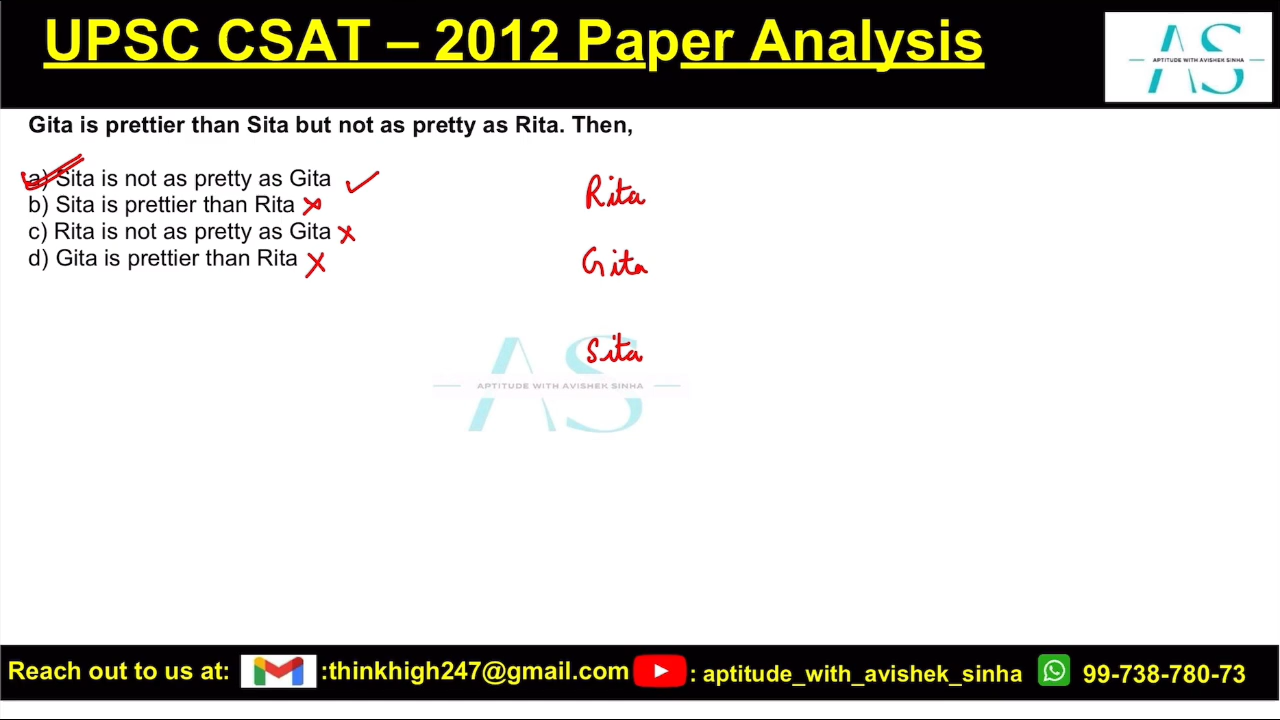 UPSC CSAT – 2012 Paper Analysis
AS
APTITUDE WITH AVISHEK SINHA
Gita is prettier than Sita but not as pretty as Rita. Then,
a) Sita is not as pretty as Gita
b) Sita is prettier than Rita
c) Rita is not as pretty as Gita
d) Gita is prettier than Rita
Rita
Gita
Sita
AS
APTITUDE WITH AVISHEK SINHA
Reach out to us at: :thinkhigh247@gmail.com : aptitude_with_avishek_sinha 99-738-780-73